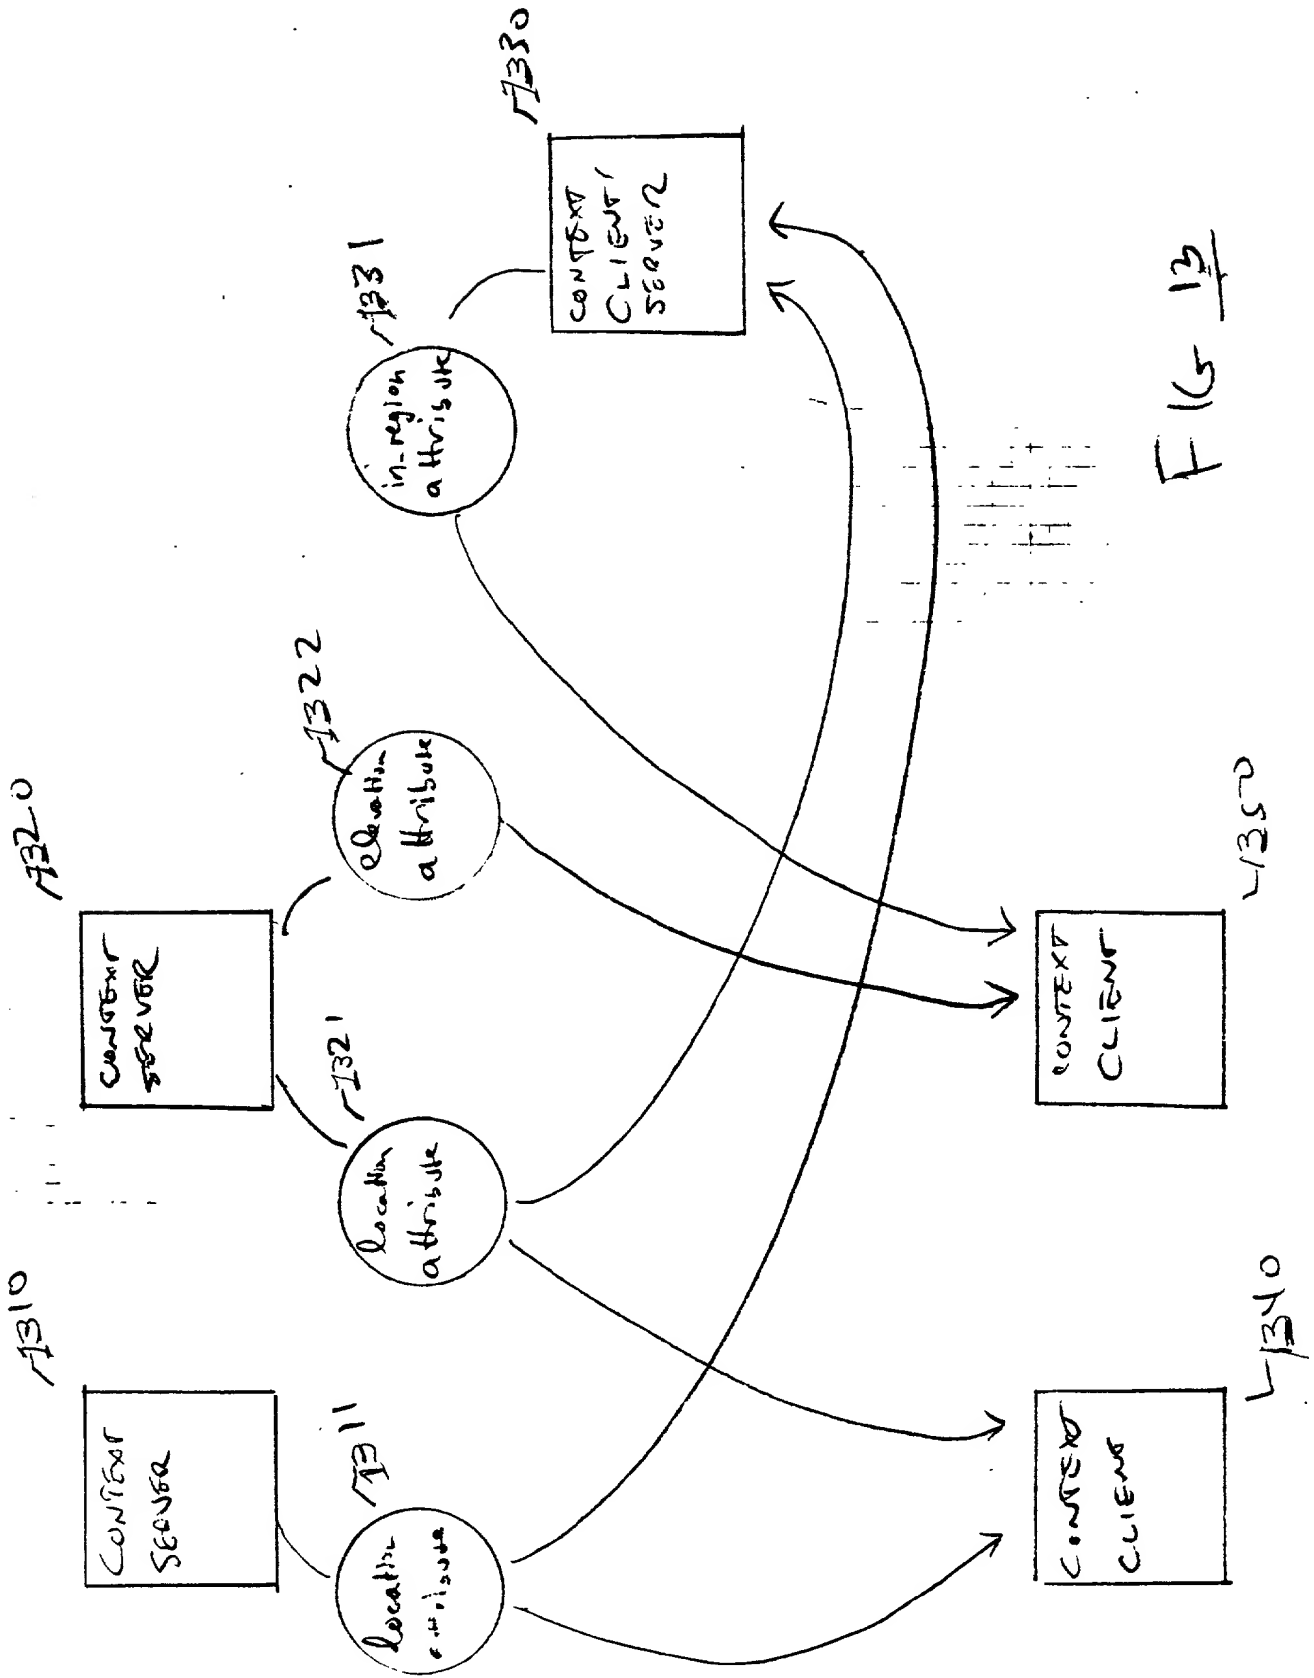 1310
CONTEXT
SERVER
1320
CONTEXT
SERVER
1311
location
attribute
1321
location
attribute
1322
elevation
attribute
1331
in-region
attribute
1330
CONTEXT
CLIENT/
SERVER
CONTEXT
CLIENT
1340
CONTEXT
CLIENT
1350
FIG 13